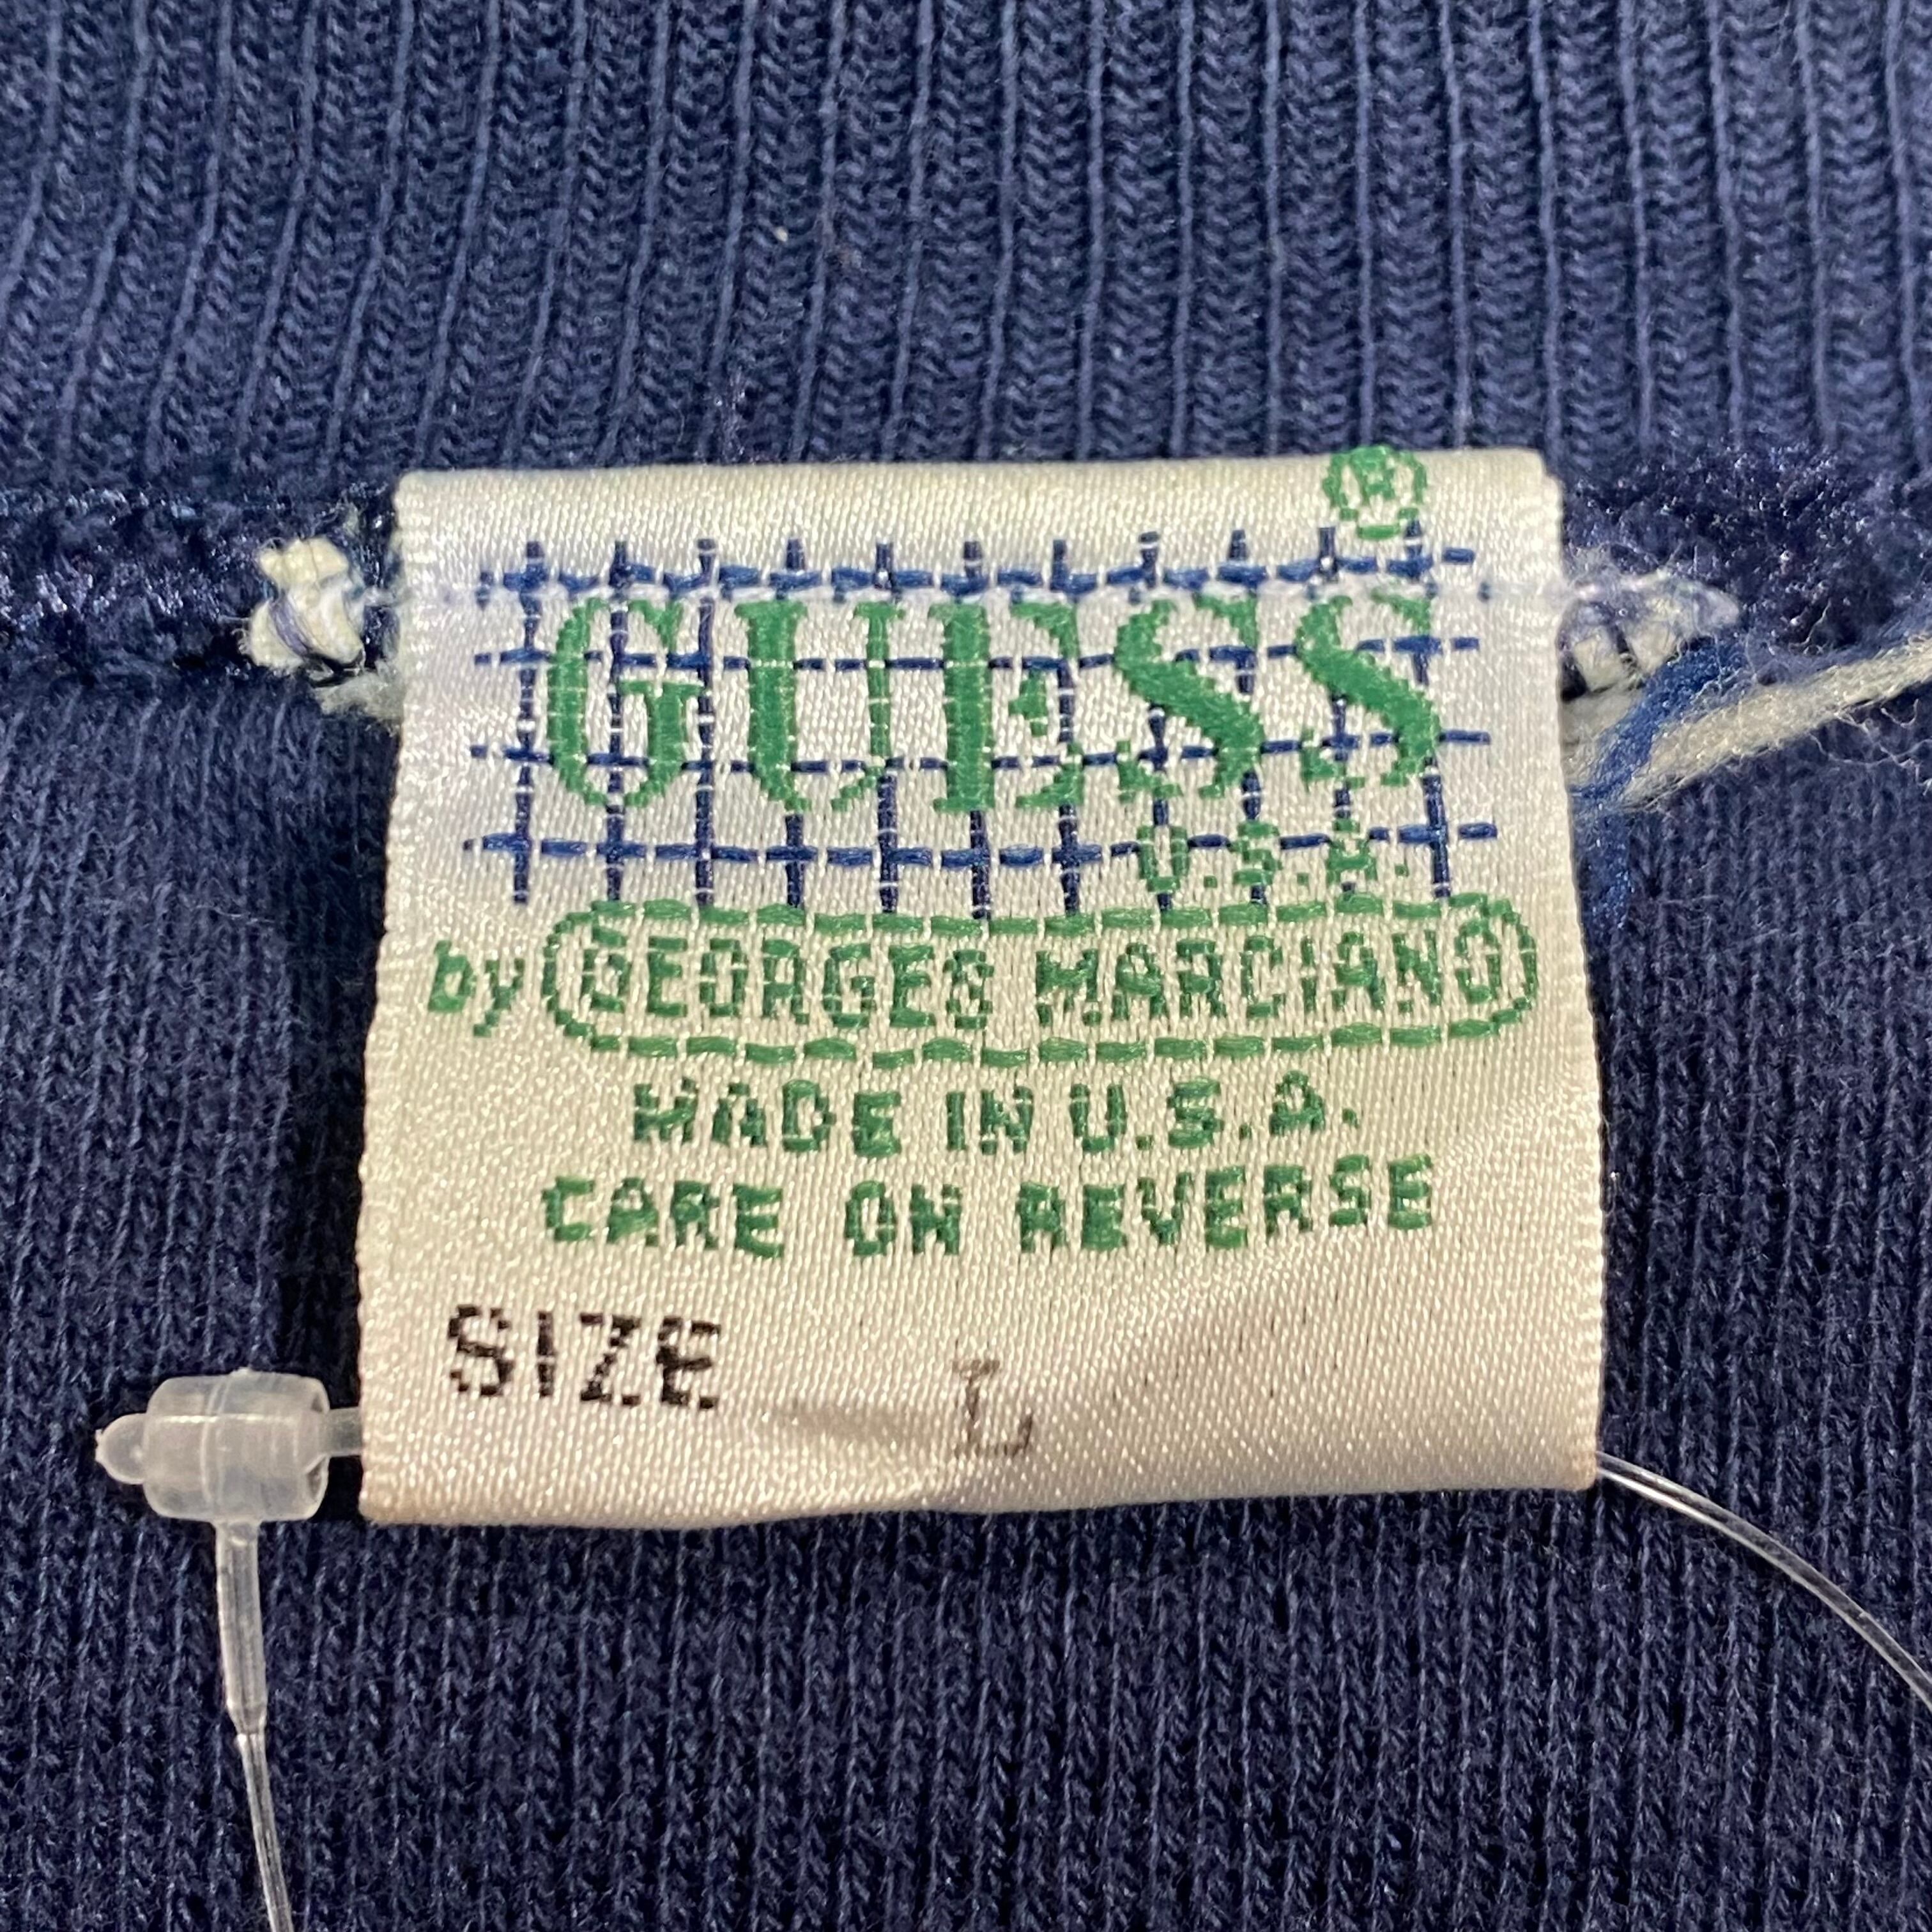 ®
GUESS
U.S.A.
by GEORGES MARCIANO
MADE IN U.S.A.
CARE ON REVERSE
SIZE L